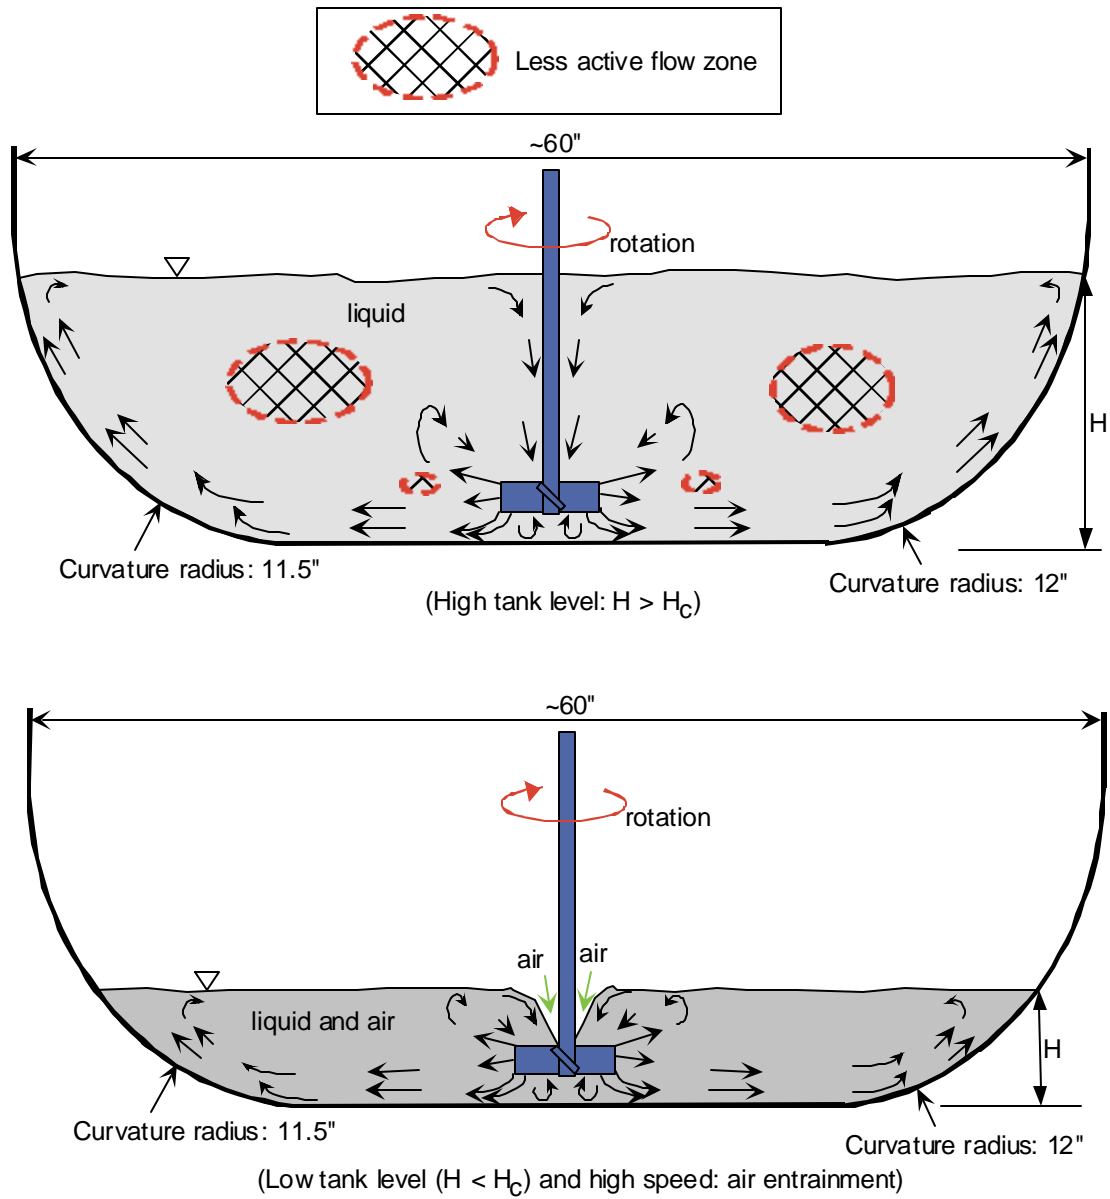 Less active flow zone
~60"
rotation
liquid
H
Curvature radius: 11.5"
Curvature radius: 12"
(High tank level: H > Hc)
~60"
rotation
air
air
liquid and air
H
Curvature radius: 11.5"
Curvature radius: 12"
(Low tank level (H < Hc) and high speed: air entrainment)